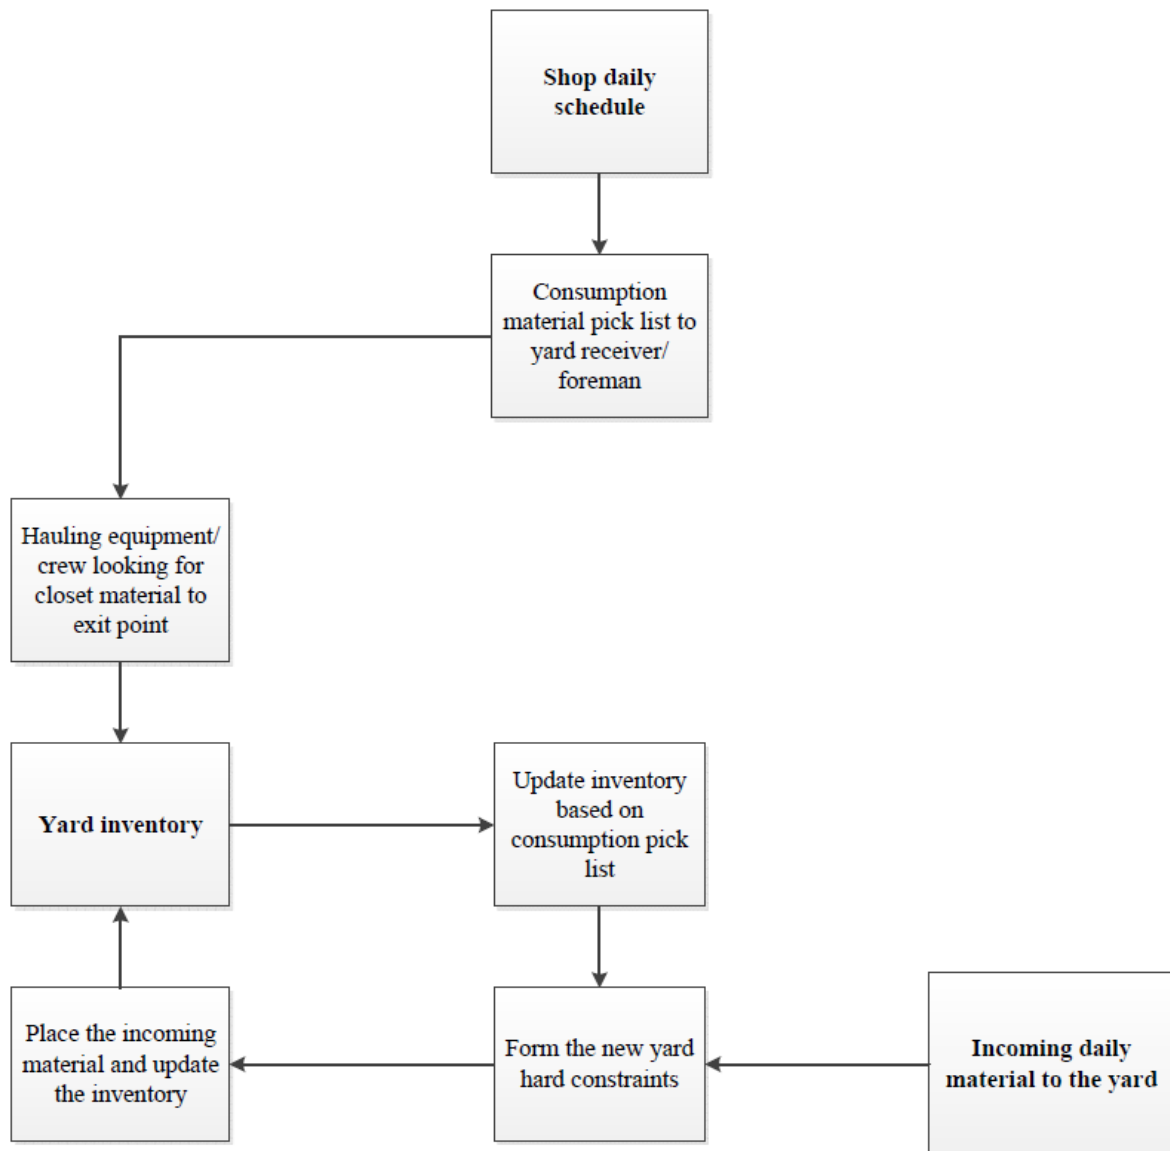 Shop daily
schedule
Consumption
material pick list to
yard receiver/
foreman
Hauling equipment/
crew looking for
closet material to
exit point
Yard inventory
Update inventory
based on
consumption pick
list
Place the incoming
material and update
the inventory
Form the new yard
hard constraints
Incoming daily
material to the yard